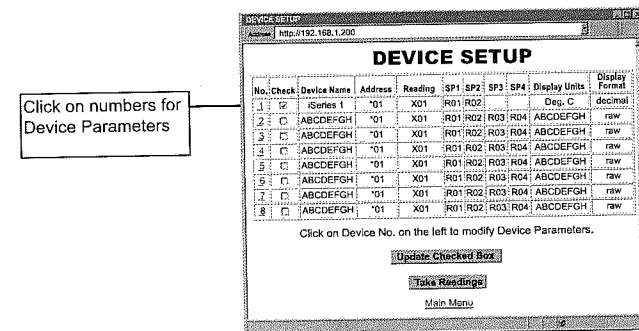 DEVICE SETUP
Address http://192.168.1.200
DEVICE SETUP
No. Check Device Name Address Reading SP1 SP2 SP3 SP4 Display Units Display Format
1 iSeries 1 *01 X01 R01 R02 Deg. C decimal
2 ABCDEFGH *01 X01 R01 R02 R03 R04 ABCDEFGH raw
3 ABCDEFGH *01 X01 R01 R02 R03 R04 ABCDEFGH raw
4 ABCDEFGH *01 X01 R01 R02 R03 R04 ABCDEFGH raw
5 ABCDEFGH *01 X01 R01 R02 R03 R04 ABCDEFGH raw
6 ABCDEFGH *01 X01 R01 R02 R03 R04 ABCDEFGH raw
7 ABCDEFGH *01 X01 R01 R02 R03 R04 ABCDEFGH raw
8 ABCDEFGH *01 X01 R01 R02 R03 R04 ABCDEFGH raw
Click on numbers for
Device Parameters
Click on Device No. on the left to modify Device Parameters.
Update Checked Box
Take Readings
Main Menu